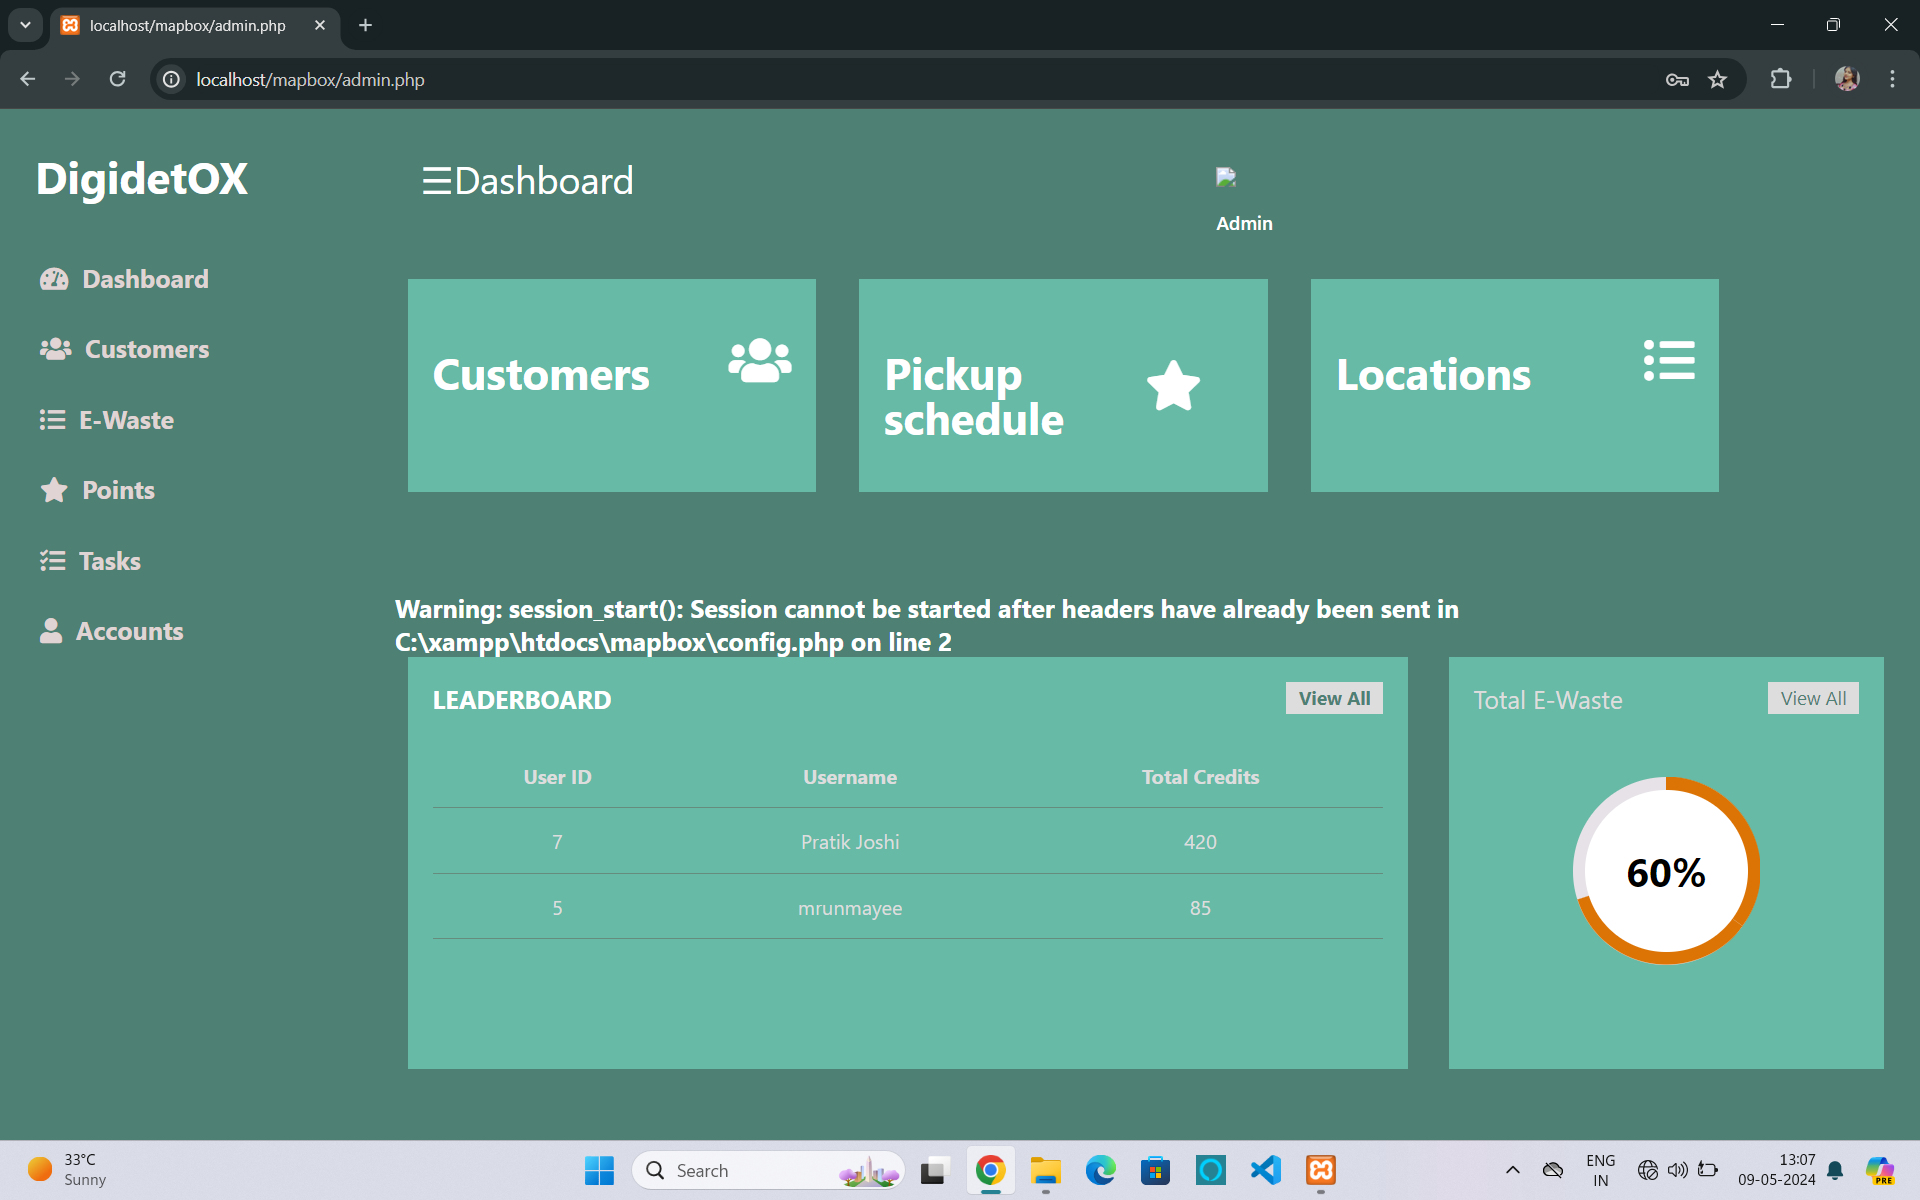 localhost/mapbox/admin.php
localhost/mapbox/admin.php
DigidetOX
Dashboard
Admin
Dashboard
Customers
E-Waste
Points
Tasks
Accounts
Customers
Pickup
schedule
Locations
Warning: session_start(): Session cannot be started after headers have already been sent in
C:\xampp\htdocs\mapbox\config.php on line 2
LEADERBOARD View All
User ID Username Total Credits
7 Pratik Joshi 420
5 mrunmayee 85
Total E-Waste View All
60%
33°C
Sunny
Search
ENG
IN
13:07
09-05-2024
PRE